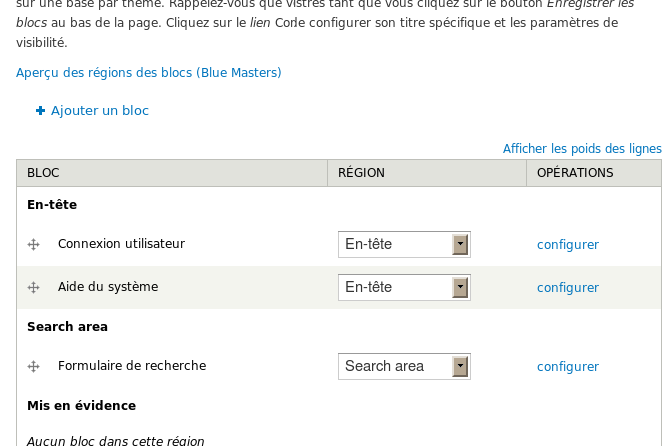 sur une base par thème. Rappelez-vous que vistres tant que vous cliquez sur le bouton Enregistrer les
blocs au bas de la page. Cliquez sur le lien Code configurer son titre spécifique et les paramètres de
visibilité.
Aperçu des régions des blocs (Blue Masters)
Ajouter un bloc
Afficher les poids des lignes
BLOC RÉGION OPÉRATIONS
En-tête
Connexion utilisateur En-tête configurer
Aide du système En-tête configurer
Search area
Formulaire de recherche Search area configurer
Mis en évidence
Aucun bloc dans cette région